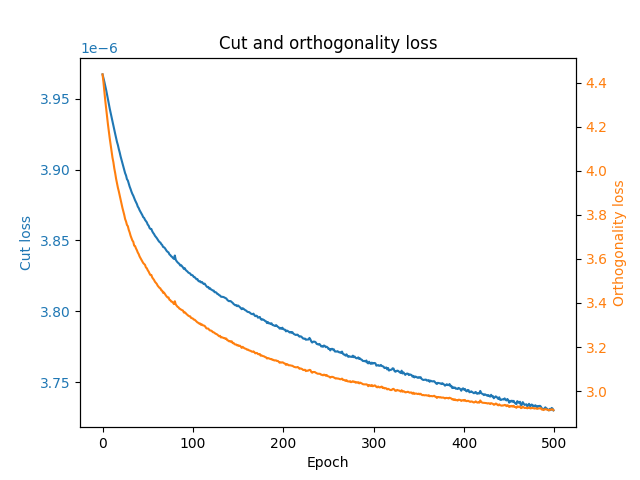 Cut and orthogonality loss
1e−6
3.95
3.90
3.85
3.80
3.75
Cut loss
4.4
4.2
4.0
3.8
3.6
3.4
3.2
3.0
Orthogonality loss
0 100 200 300 400 500
Epoch